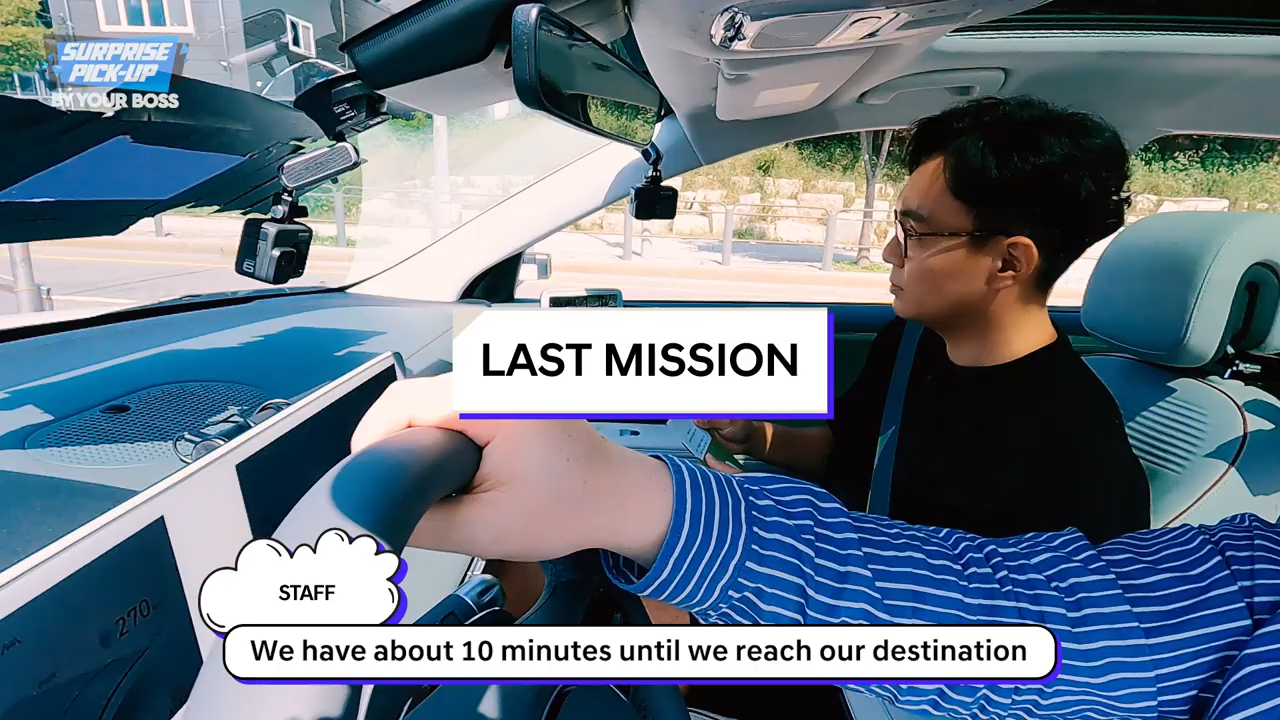 SURPRISE
PICK-UP
BY YOUR BOSS
LAST MISSION
270
STAFF
We have about 10 minutes until we reach our destination